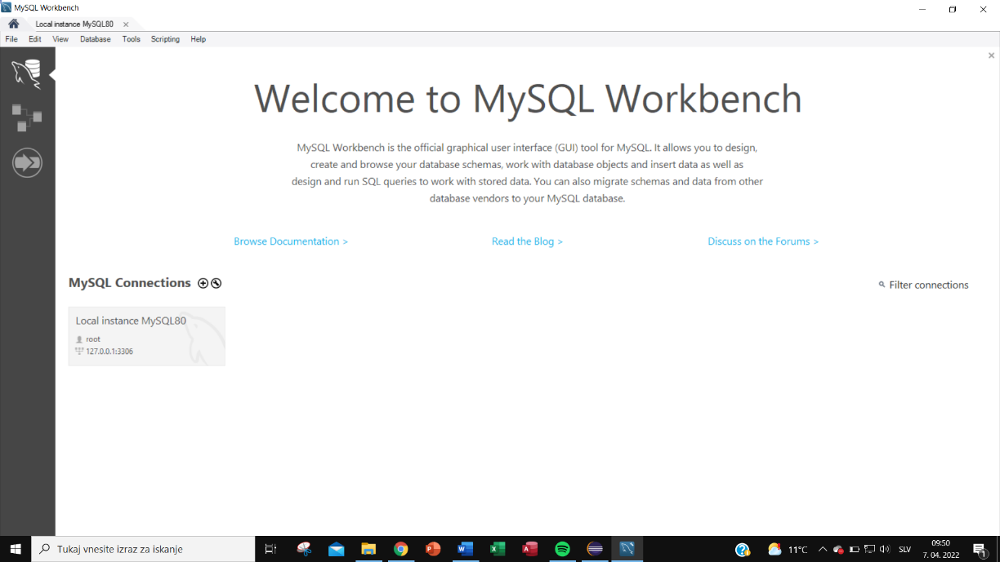 MySQL Workbench
Local instance MySQL80
File Edit View Database Tools Scripting Help
Welcome to MySQL Workbench
MySQL Workbench is the official graphical user interface (GUI) tool for MySQL. It allows you to design,
create and browse your database schemas, work with database objects and insert data as well as
design and run SQL queries to work with stored data. You can also migrate schemas and data from other
database vendors to your MySQL database.
Browse Documentation > Read the Blog > Discuss on the Forums >
MySQL Connections
Filter connections
Local instance MySQL80
root
127.0.0.1:3306
Tukaj vnesite izraz za iskanje
11°C
SLV
09:50
7. 04. 2022
1